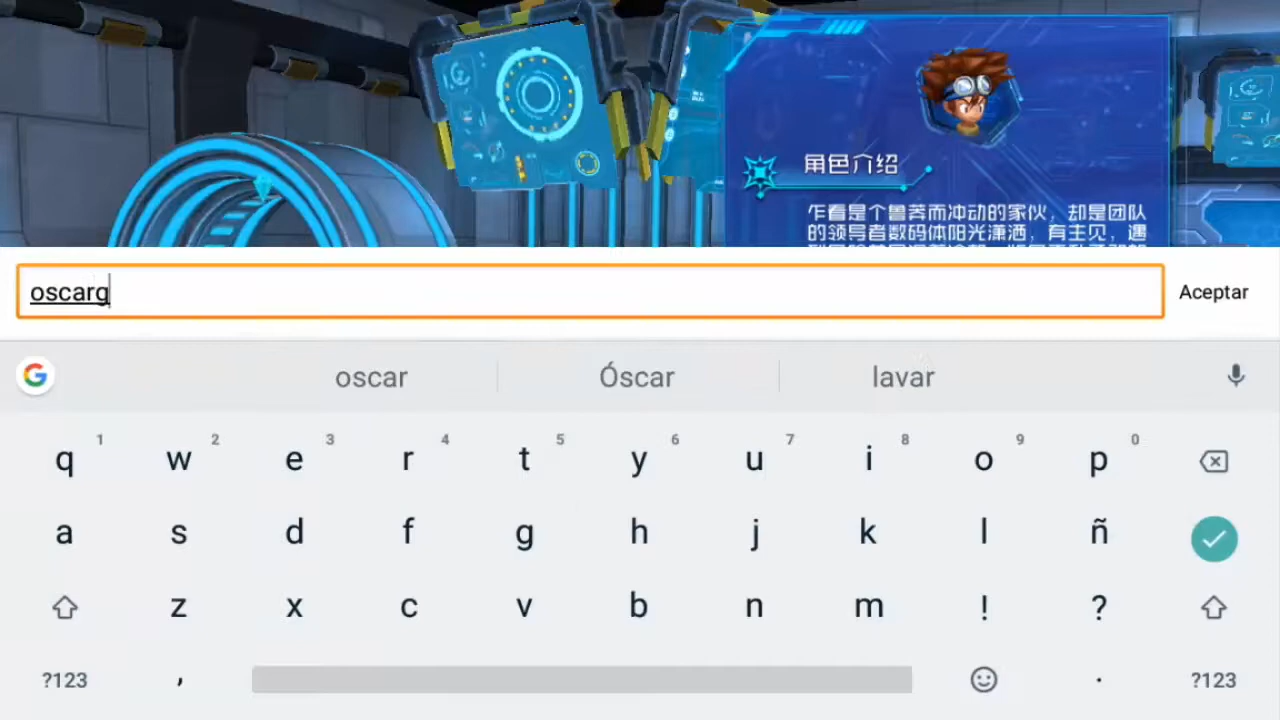 角色介绍
乍看是个鲁莽而冲动的家伙，却是团队
的领导者数码体阳光潇洒，有主见，遇
oscarg
Aceptar
oscar Óscar lavar
1 2 3 4 5 6 7 8 9 0
q w e r t y u i o p
a s d f g h j k l ñ
z x c v b n m ! ?
?123 , . ?123